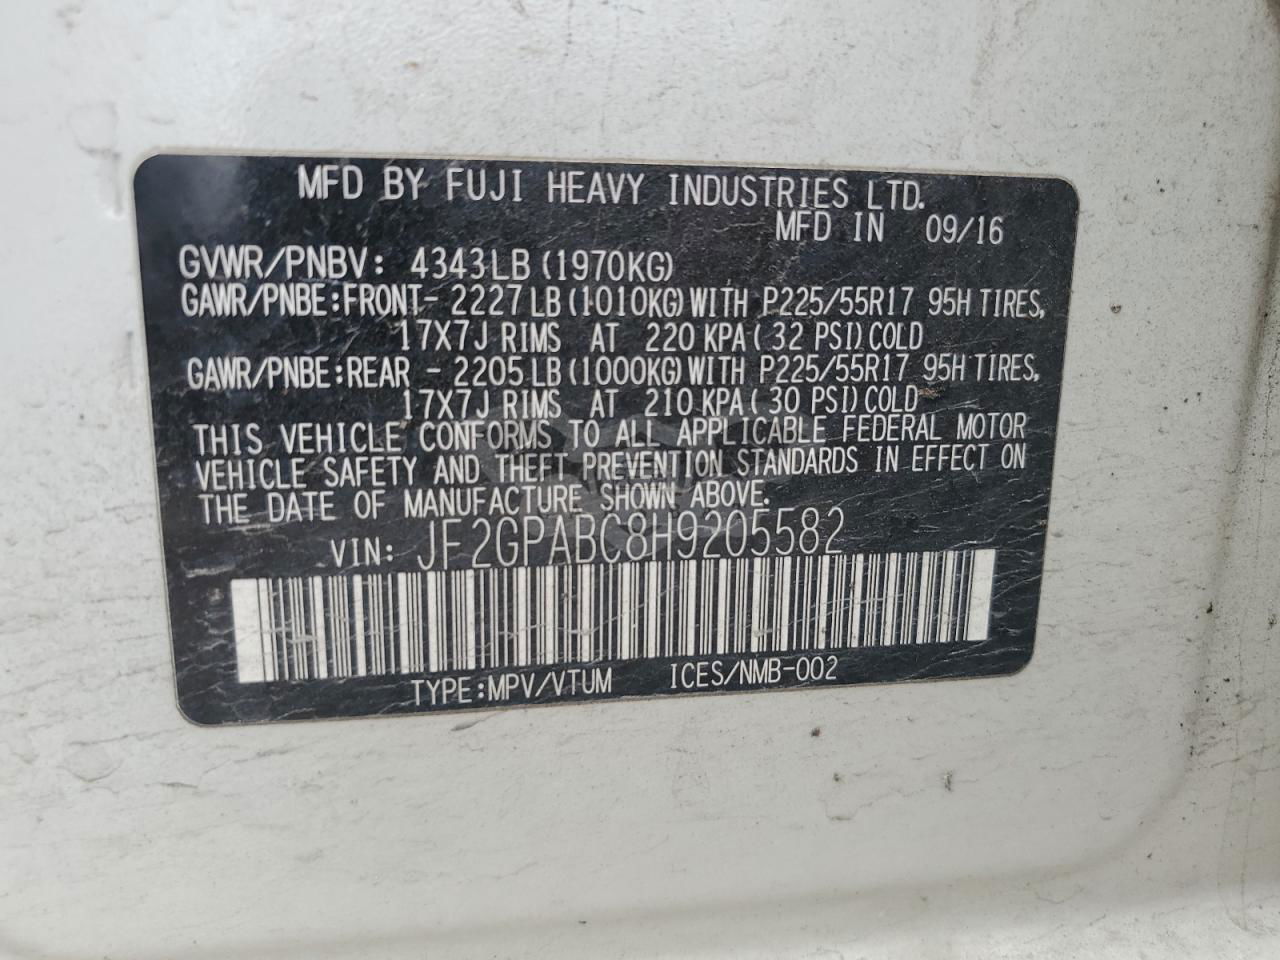 MFD BY FUJI HEAVY INDUSTRIES LTD.
MFD IN 09/16
GVWR/PNBV: 4343LB (1970KG)
GAWR/PNBE:FRONT- 2227LB (1010KG) WITH P225/55R17 95H TIRES,
17X7J RIMS AT 220 KPA ( 32 PSI) COLD
GAWR/PNBE:REAR - 2205LB (1000KG) WITH P225/55R17 95H TIRES,
17X7J RIMS AT 210 KPA ( 30 PSI) COLD
THIS VEHICLE CONFORMS TO ALL APPLICABLE FEDERAL MOTOR
VEHICLE SAFETY AND THEFT PREVENTION STANDARDS IN EFFECT ON
THE DATE OF MANUFACTURE SHOWN ABOVE.
VIN: JF2GPABC8H9205582
TYPE:MPV/VTUM ICES/NMB-002